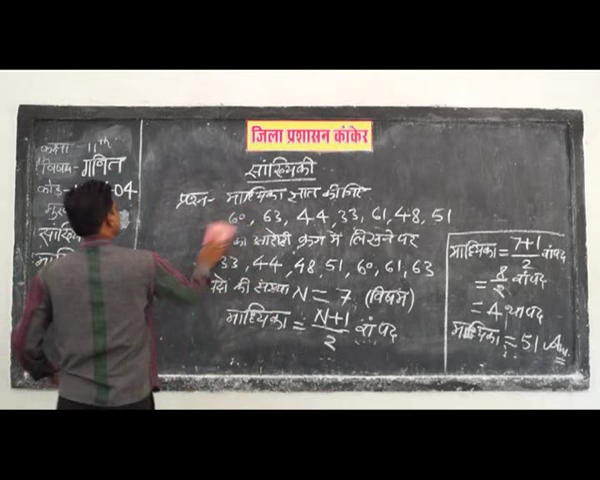 जिला प्रशासन कांकेर
कक्षा - 11th
विषय - गणित
कोड - 04
सांख्यिकी
प्रश्न - माध्यिका ज्ञात कीजिए
60, 63, 44, 33, 61, 48, 51
को आरोही क्रम में लिखने पर
33, 44, 48, 51, 60, 61, 63
की संख्या N = 7 (विषम)
माध्यिका = N+1/2 वां पद
माध्यिका = 7+1/2 वां पद
= 8/2 वां पद
= 4 था पद
माध्यिका = 51 Ans.